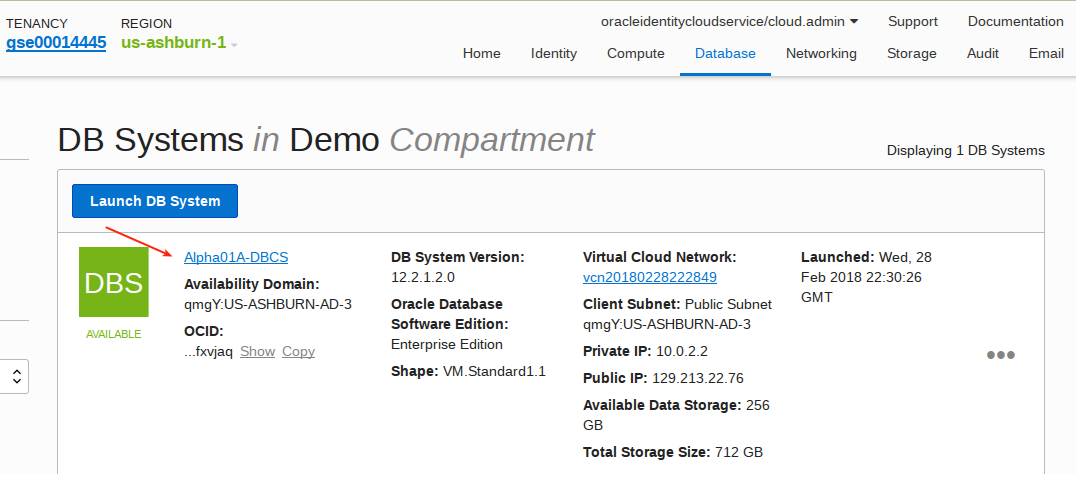 TENANCY
gse00014445
REGION
us-ashburn-1
oracleidentitycloudservice/cloud.admin
Support
Documentation
Home
Identity
Compute
Database
Networking
Storage
Audit
Email
DB Systems in Demo Compartment
Displaying 1 DB Systems
Launch DB System
DBS
AVAILABLE
Alpha01A-DBCS
Availability Domain:
qmgY:US-ASHBURN-AD-3
OCID:
...fxvjaq Show Copy
DB System Version:
12.2.1.2.0
Oracle Database
Software Edition:
Enterprise Edition
Shape: VM.Standard1.1
Virtual Cloud Network:
vcn20180228222849
Client Subnet: Public Subnet
qmgY:US-ASHBURN-AD-3
Private IP: 10.0.2.2
Public IP: 129.213.22.76
Available Data Storage: 256
GB
Total Storage Size: 712 GB
Launched: Wed, 28
Feb 2018 22:30:26
GMT